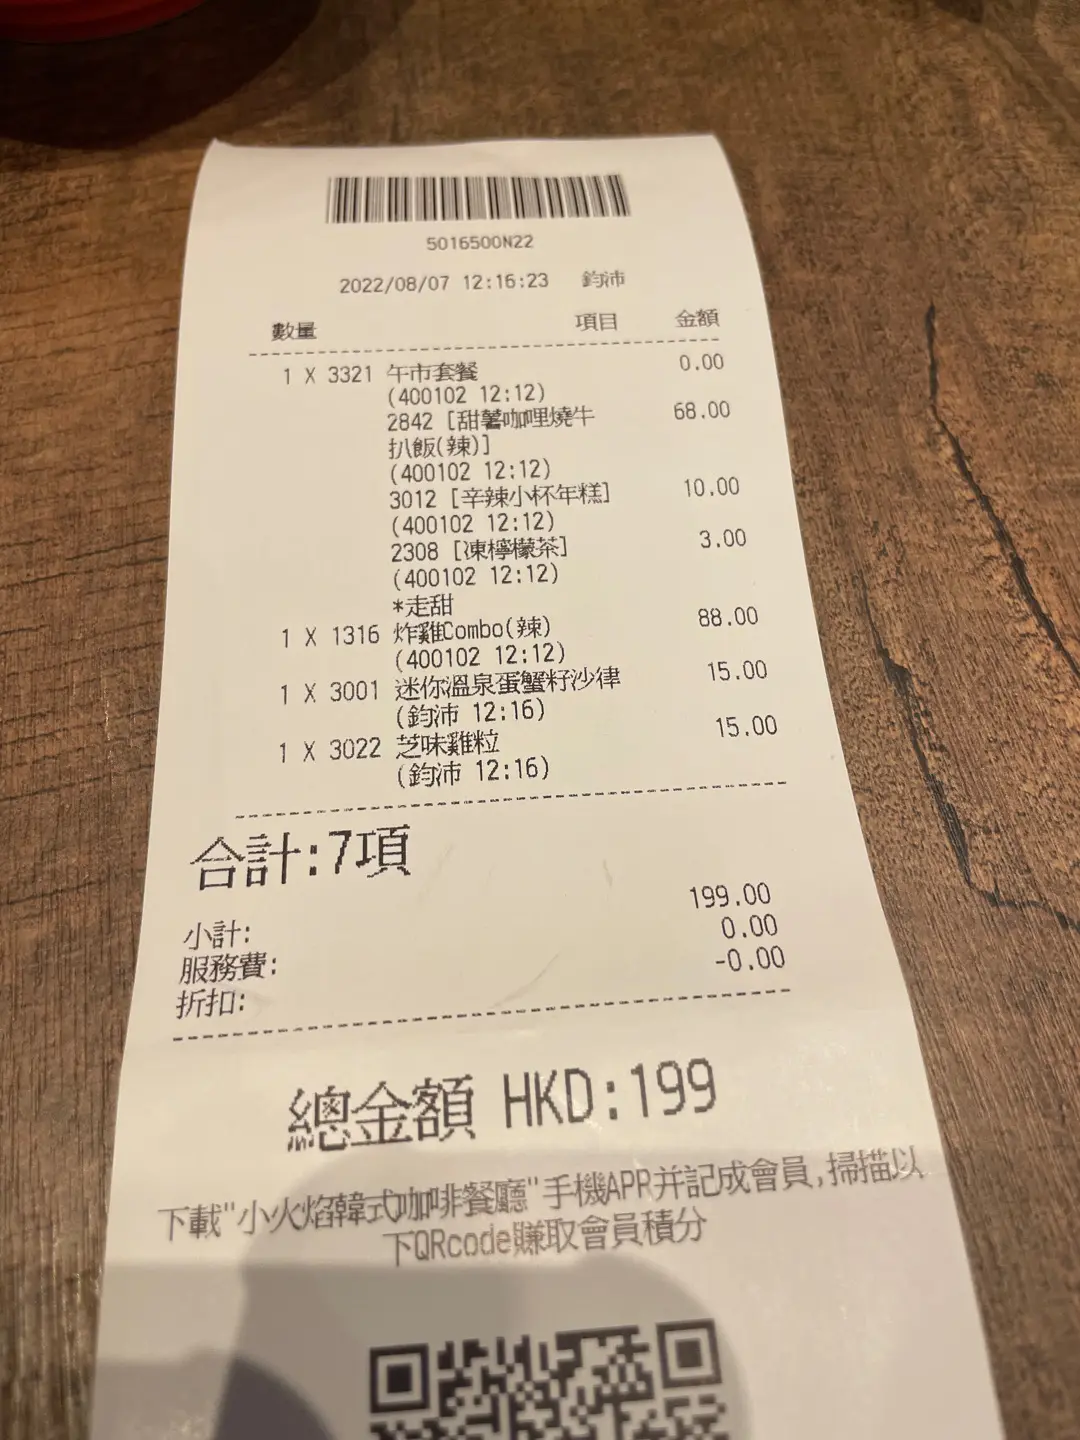 5016500N22
2022/08/07 12:16:23 鈞沛
數量 項目 金額
1 X 3321 午市套餐 0.00
(400102 12:12)
2842 [甜薯咖哩燒牛 68.00
扒飯(辣)]
(400102 12:12)
3012 [辛辣小杯年糕] 10.00
(400102 12:12)
2308 [凍檸檬茶] 3.00
(400102 12:12)
*走甜
1 X 1316 炸雞Combo(辣) 88.00
(400102 12:12)
1 X 3001 迷你溫泉蛋蟹籽沙律 15.00
(鈞沛 12:16)
1 X 3022 芝味雞粒 15.00
(鈞沛 12:16)
合計:7項
小計: 199.00
服務費: 0.00
折扣: -0.00
總金額 HKD:199
下載"小火焰韓式咖啡餐廳"手機APR并記成會員,掃描以
下QRcode賺取會員積分